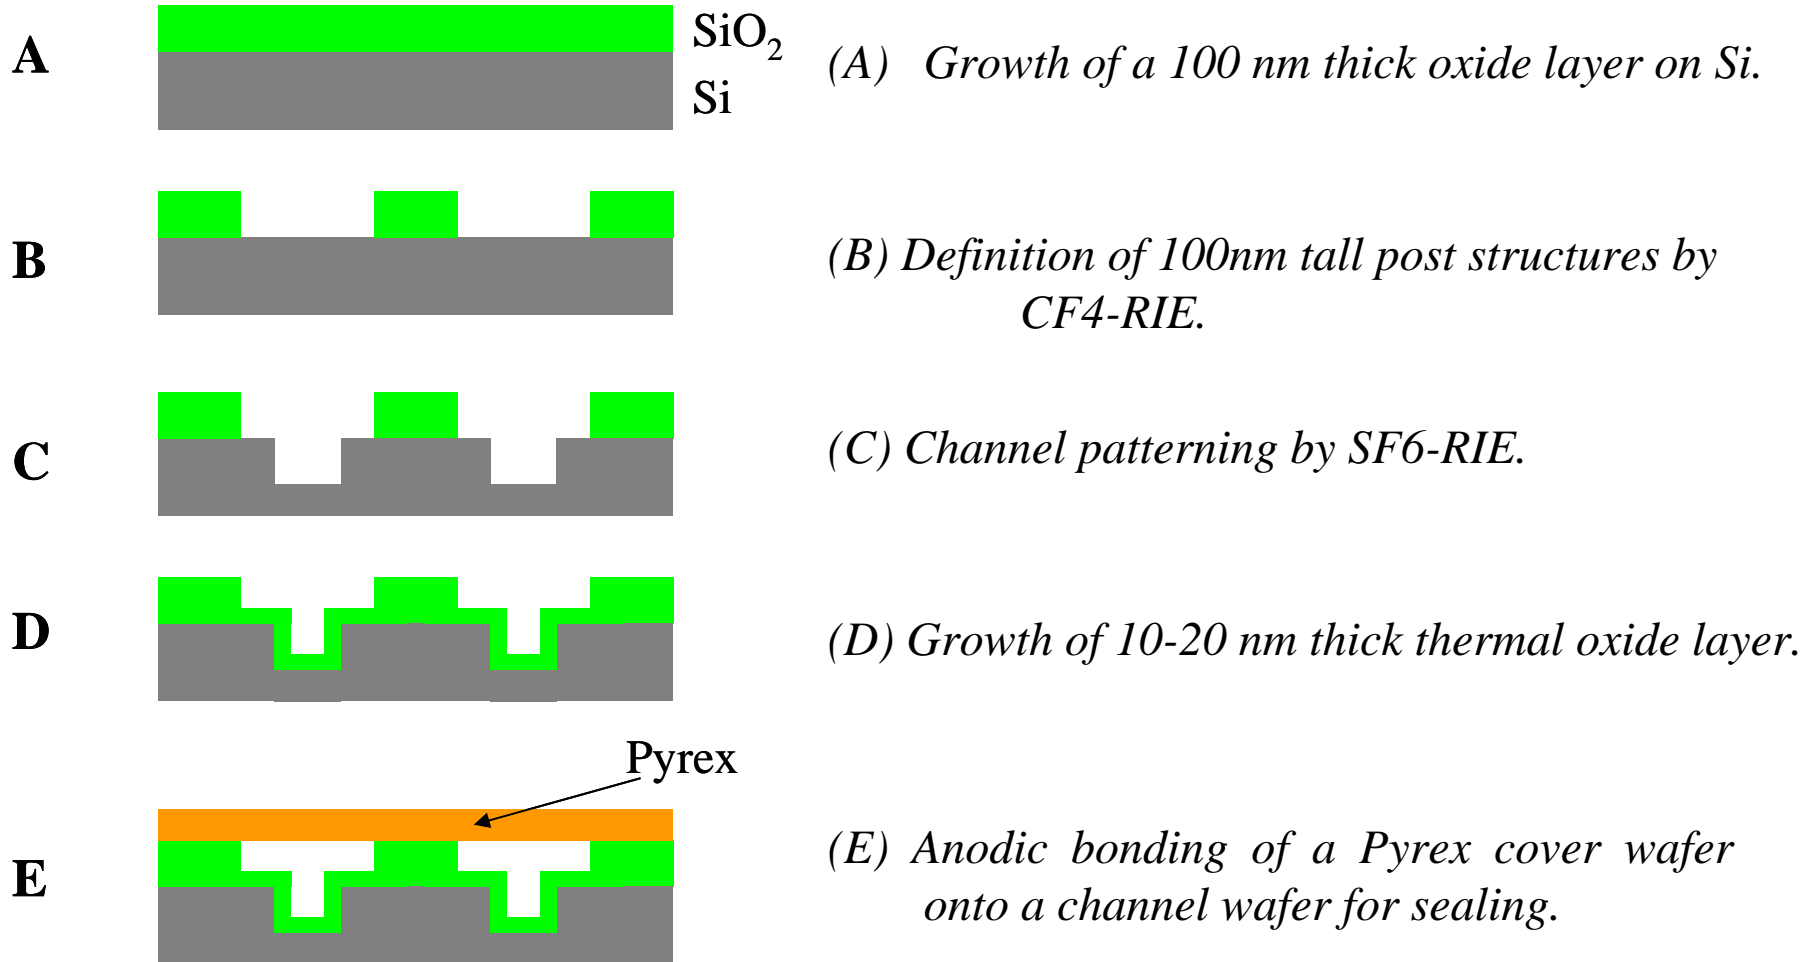 A
SiO2
Si
(A) Growth of a 100 nm thick oxide layer on Si.
B
(B) Definition of 100nm tall post structures by
CF4-RIE.
C
(C) Channel patterning by SF6-RIE.
D
(D) Growth of 10-20 nm thick thermal oxide layer.
Pyrex
E
(E) Anodic bonding of a Pyrex cover wafer
onto a channel wafer for sealing.